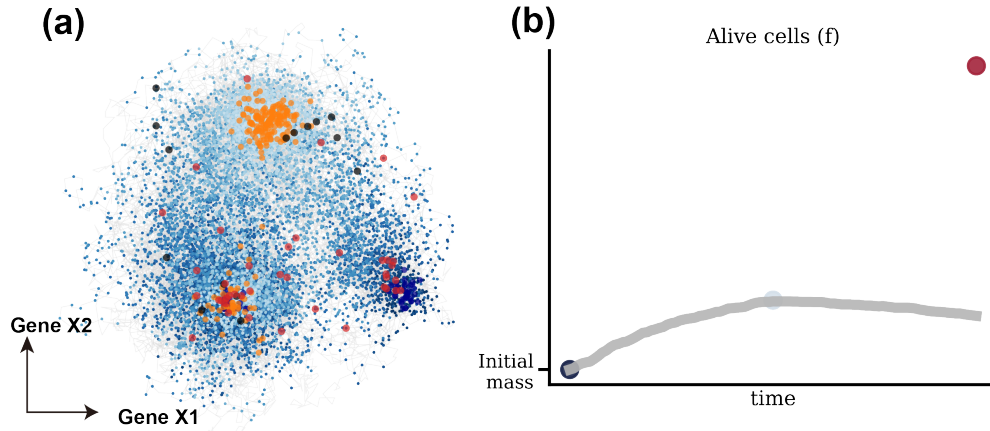 (a)
Gene X2
Gene X1
(b)
Alive cells (f)
Initial
mass
time